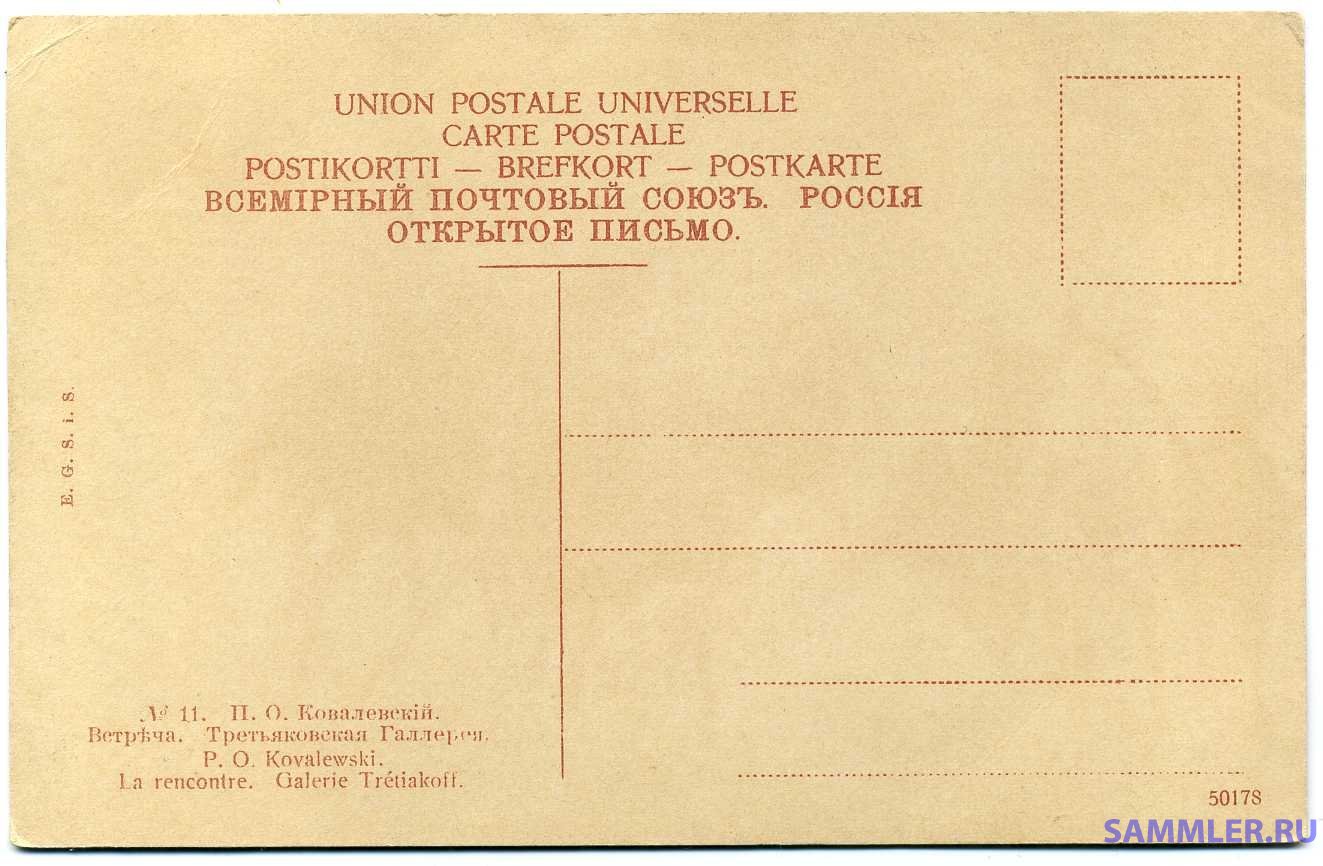 UNION POSTALE UNIVERSELLE
CARTE POSTALE
POSTIKORTTI — BREFKORT — POSTKARTE
ВСЕМІРНЫЙ ПОЧТОВЫЙ СОЮЗЪ. РОССІЯ
ОТКРЫТОЕ ПИСЬМО.
E. G. S. i. S.
№ 11. П. О. Ковалевскій.
Встрѣча. Третьяковская Галлерея.
P. O. Kovalewski.
La rencontre. Galerie Trétiakoff.
50178
SAMMLER.RU